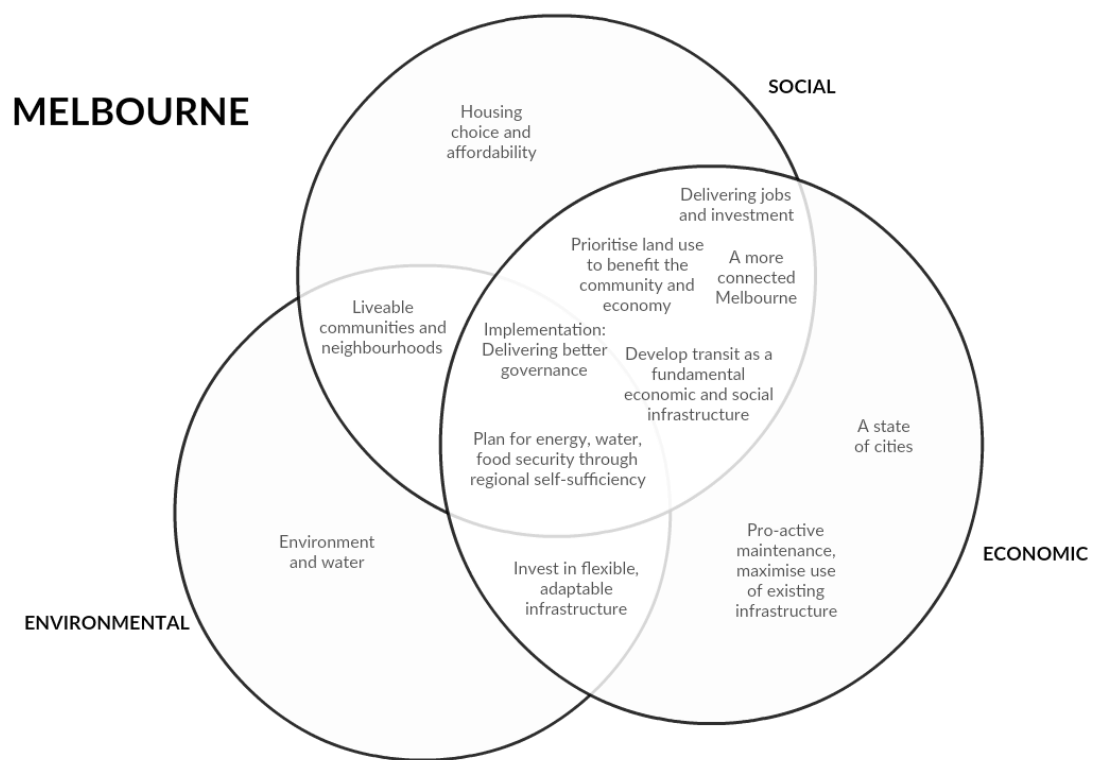 MELBOURNE
SOCIAL
Housing
choice and
affordability
Delivering jobs
and investment
Prioritise land use
to benefit the
community and
economy
A more
connected
Melbourne
Liveable
communities and
neighbourhoods
Implementation:
Delivering better
governance
Develop transit as a
fundamental
economic and social
infrastructure
A state
of cities
Plan for energy, water,
food security through
regional self-sufficiency
Environment
and water
Invest in flexible,
adaptable
infrastructure
Pro-active
maintenance,
maximise use
of existing
infrastructure
ECONOMIC
ENVIRONMENTAL